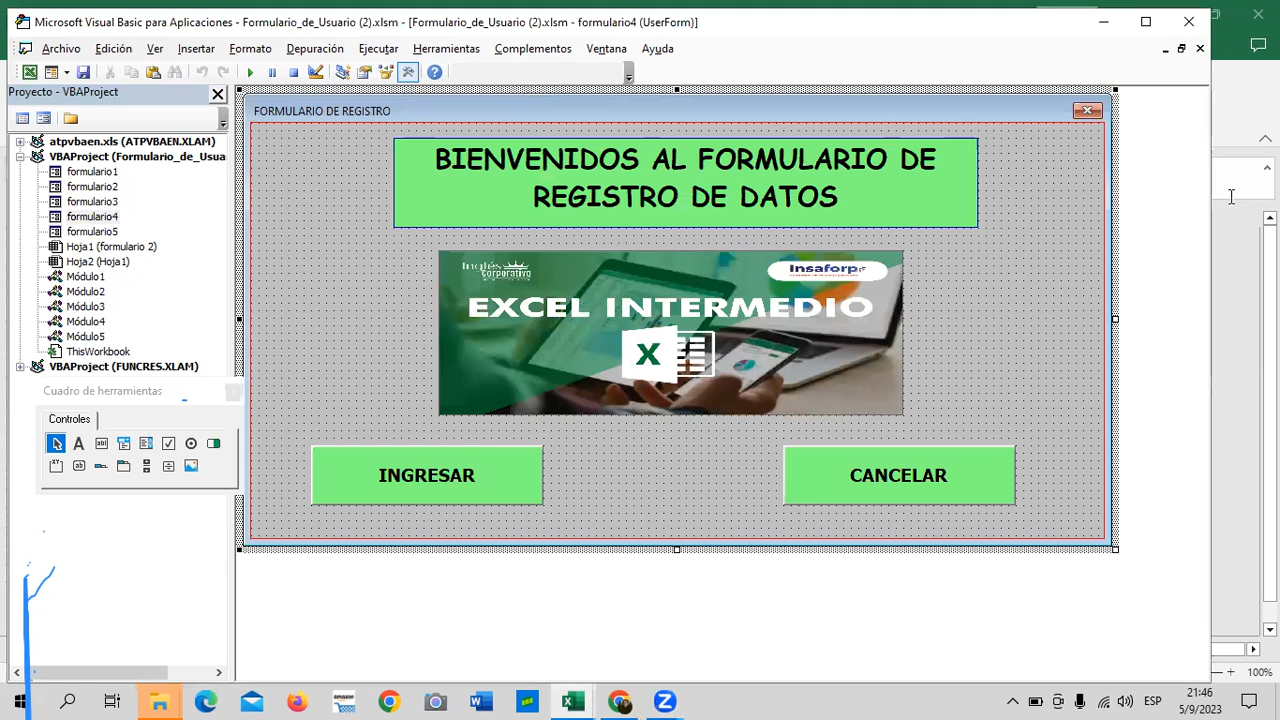 Microsoft Visual Basic para Aplicaciones - Formulario_de_Usuario (2).xlsm - [Formulario_de_Usuario (2).xlsm - formulario4 (UserForm)]
Archivo Edición Ver Insertar Formato Depuración Ejecutar Herramientas Complementos Ventana Ayuda
Proyecto - VBAProject
atpvbaen.xls (ATPVBAEN.XLAM)
VBAProject (Formulario_de_Usua
formulario1
formulario2
formulario3
formulario4
formulario5
Hoja1 (formulario 2)
Hoja2 (Hoja1)
Módulo1
Módulo2
Módulo3
Módulo4
Módulo5
ThisWorkbook
VBAProject (FUNCRES.XLAM)
Cuadro de herramientas
Controles
FORMULARIO DE REGISTRO
BIENVENIDOS AL FORMULARIO DE
REGISTRO DE DATOS
Inglés
Corporativo
Insaforp
EXCEL INTERMEDIO
X
INGRESAR
CANCELAR
100%
amazon
ESP
21:46
5/9/2023